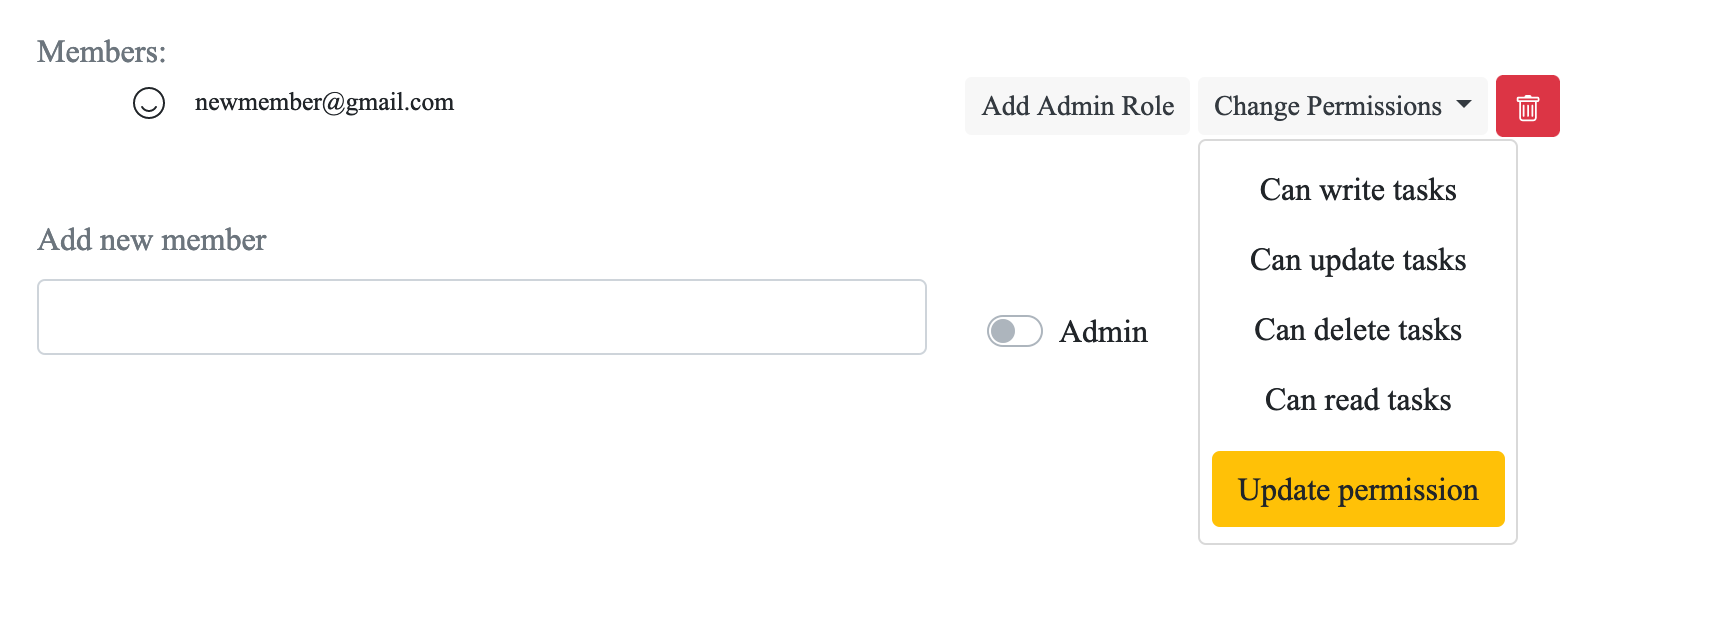 Members:
newmember@gmail.com
Add Admin Role
Change Permissions
Can write tasks
Can update tasks
Can delete tasks
Can read tasks
Update permission
Add new member
Admin